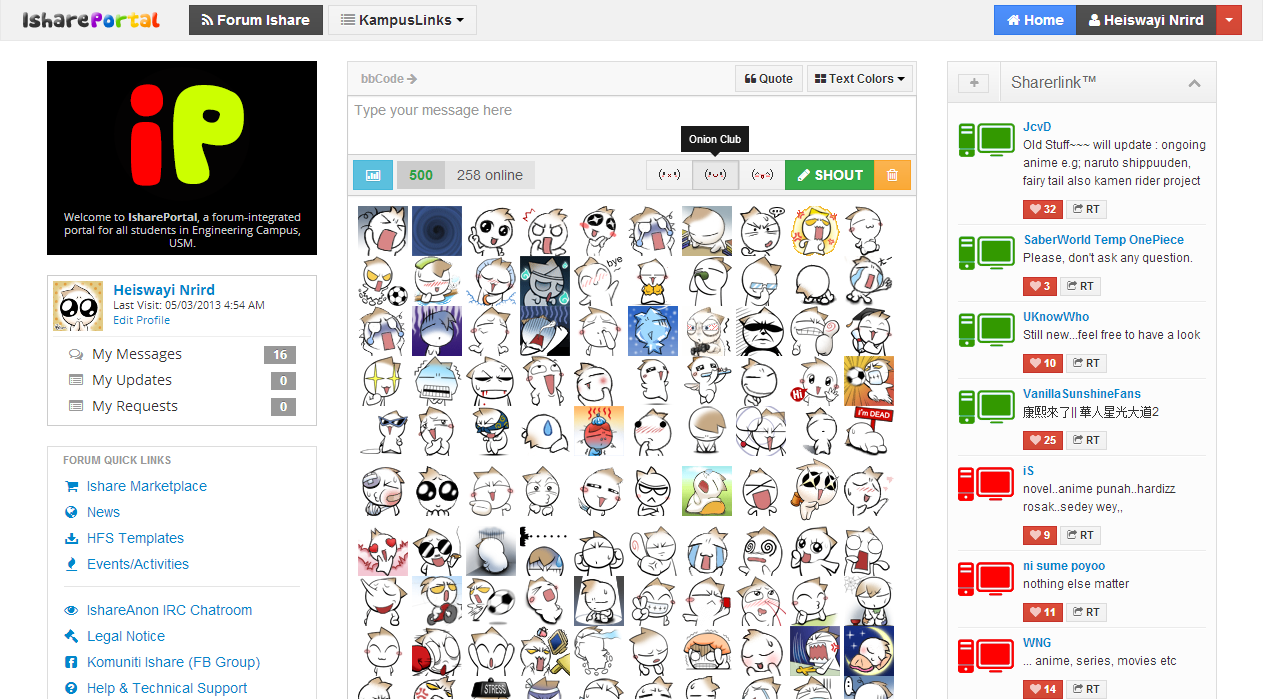 IsharePortal
Forum Ishare
KampusLinks
Home
Heiswayi Nrird
iP
Welcome to IsharePortal, a forum-integrated
portal for all students in Engineering Campus,
USM.
Heiswayi Nrird
Last Visit: 05/03/2013 4:54 AM
Edit Profile
My Messages 16
My Updates 0
My Requests 0
FORUM QUICK LINKS
Ishare Marketplace
News
HFS Templates
Events/Activities
IshareAnon IRC Chatroom
Legal Notice
Komuniti Ishare (FB Group)
Help & Technical Support
bbCode
Quote
Text Colors
Type your message here
Onion Club
500
258 online
SHOUT
bye
Hi
I'm DEAD
STRESS
Sharerlink™
JcvD
Old Stuff~~~ will update : ongoing
anime e.g; naruto shippuuden,
fairy tail also kamen rider project
32 RT
SaberWorld Temp OnePiece
Please, don't ask any question.
3 RT
UKnowWho
Still new...feel free to have a look
10 RT
VanillaSunshineFans
康熙來了|| 華人星光大道2
25 RT
iS
novel..anime punah..hardizz
rosak..sedey wey,,
9 RT
ni sume poyoo
nothing else matter
11 RT
WNG
... anime, series, movies etc
14 RT